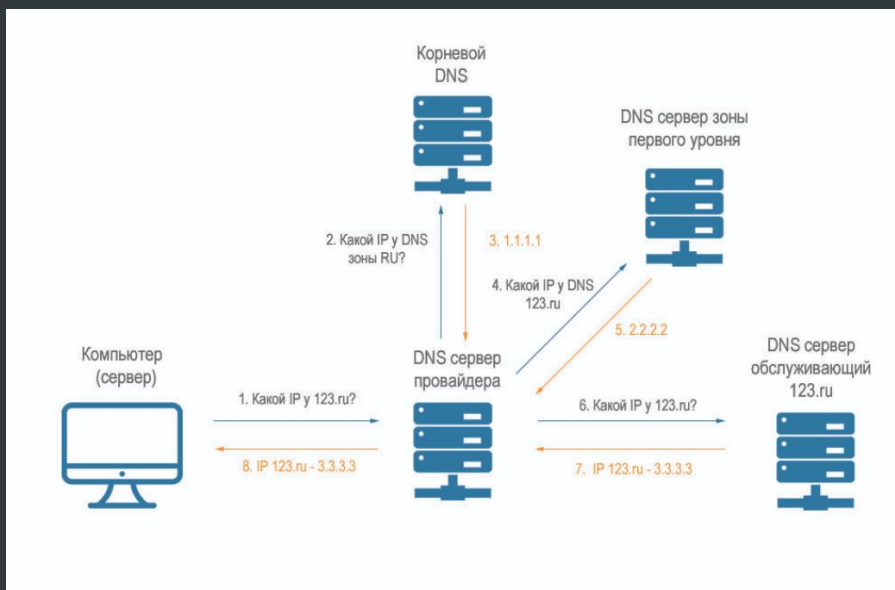 Корневой
DNS
DNS сервер зоны
первого уровня
2. Какой IP у DNS
зоны RU?
3. 1.1.1.1
4. Какой IP у DNS
123.ru
5. 2.2.2.2
Компьютер
(сервер)
DNS сервер
провайдера
DNS сервер
обслуживающий
123.ru
1. Какой IP у 123.ru?
6. Какой IP у 123.ru?
8. IP 123.ru - 3.3.3.3
7. IP 123.ru - 3.3.3.3